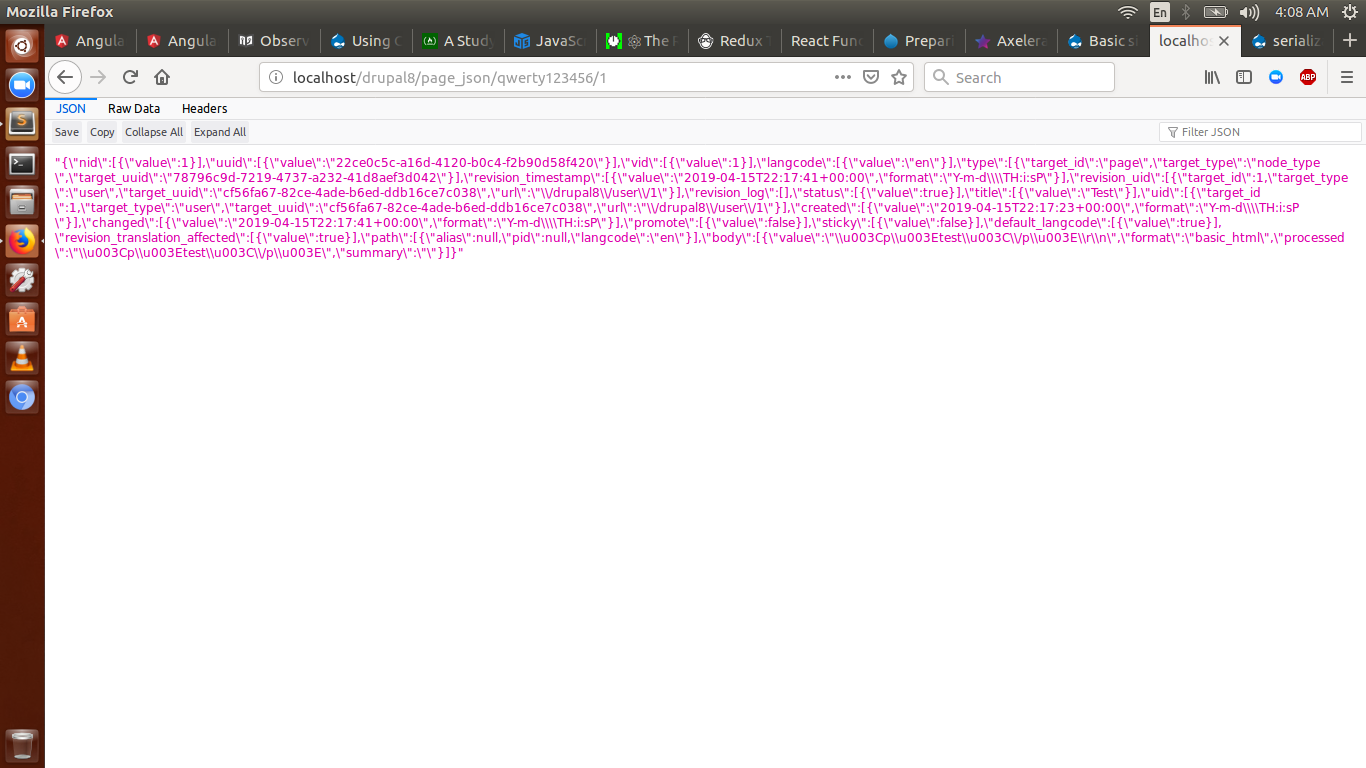 Mozilla Firefox
En
4:08 AM
Angula
Angula
Observ
Using C
A Study
JavaSc
The F
Redux T
React Func
Prepari
Axelera
Basic si
localhos
serializ
localhost/drupal8/page_json/qwerty123456/1
Search
ABP
JSON
Raw Data
Headers
Save
Copy
Collapse All
Expand All
Filter JSON
"{\"nid\":[{\"value\":1}],\"uuid\":[{\"value\":\"22ce0c5c-a16d-4120-b0c4-f2b90d58f420\"}],\"vid\":[{\"value\":1}],\"langcode\":[{\"value\":\"en\"}],\"type\":[{\"target_id\":\"page\",\"target_type\":\"node_type
\",\"target_uuid\":\"78796c9d-7219-4737-a232-41d8aef3d042\"}],\"revision_timestamp\":[{\"value\":\"2019-04-15T22:17:41+00:00\",\"format\":\"Y-m-d\\\\TH:i:sP\"}],\"revision_uid\":[{\"target_id\":1,\"target_type
\":\"user\",\"target_uuid\":\"cf56fa67-82ce-4ade-b6ed-ddb16ce7c038\",\"url\":\"\\/drupal8\\/user\\/1\"}],\"revision_log\":[],\"status\":[{\"value\":true}],\"title\":[{\"value\":\"Test\"}],\"uid\":[{\"target_id
\":1,\"target_type\":\"user\",\"target_uuid\":\"cf56fa67-82ce-4ade-b6ed-ddb16ce7c038\",\"url\":\"\\/drupal8\\/user\\/1\"}],\"created\":[{\"value\":\"2019-04-15T22:17:23+00:00\",\"format\":\"Y-m-d\\\\TH:i:sP
\"}],\"changed\":[{\"value\":\"2019-04-15T22:17:41+00:00\",\"format\":\"Y-m-d\\\\TH:i:sP\"}],\"promote\":[{\"value\":false}],\"sticky\":[{\"value\":false}],\"default_langcode\":[{\"value\":true}],
\"revision_translation_affected\":[{\"value\":true}],\"path\":[{\"alias\":null,\"pid\":null,\"langcode\":\"en\"}],\"body\":[{\"value\":\"\\u003Cp\\u003Etest\\u003C\\/p\\u003E\\r\\n\",\"format\":\"basic_html\",\"processed
\":\"\\u003Cp\\u003Etest\\u003C\\/p\\u003E\",\"summary\":\"\"}]}"